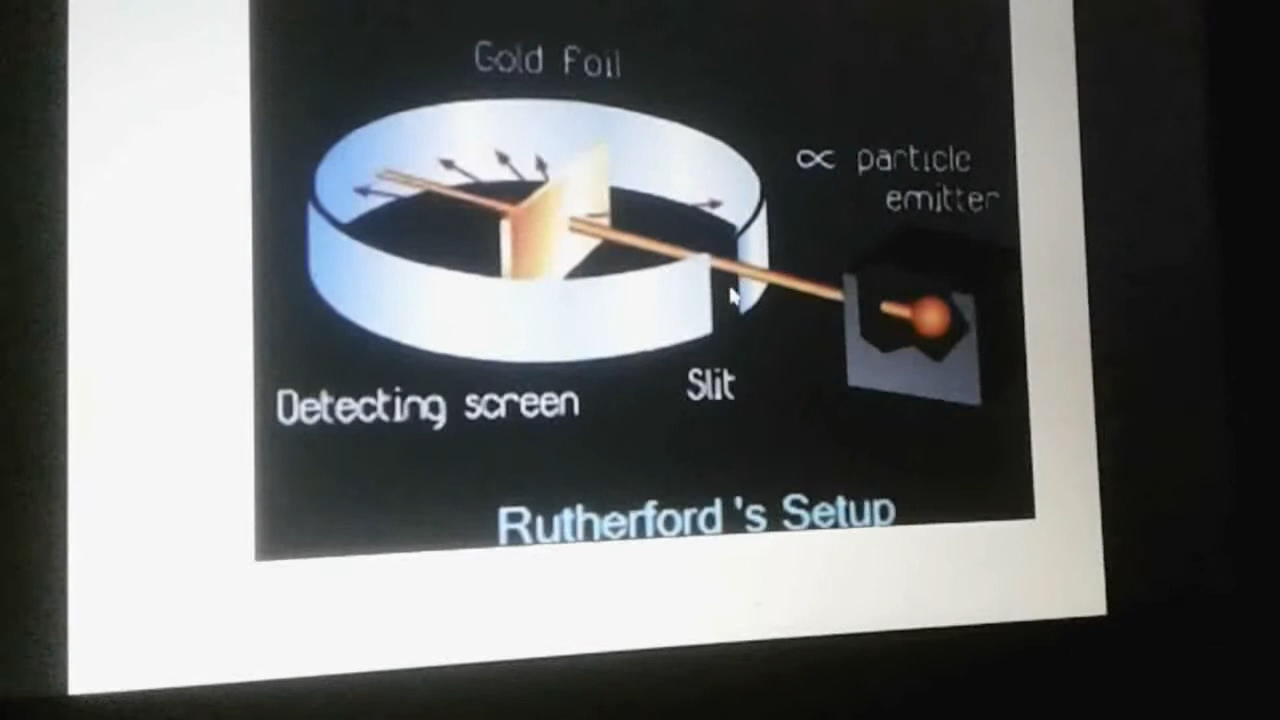 Gold Foil
∝ particle
emitter
Slit
Detecting screen
Rutherford 's Setup